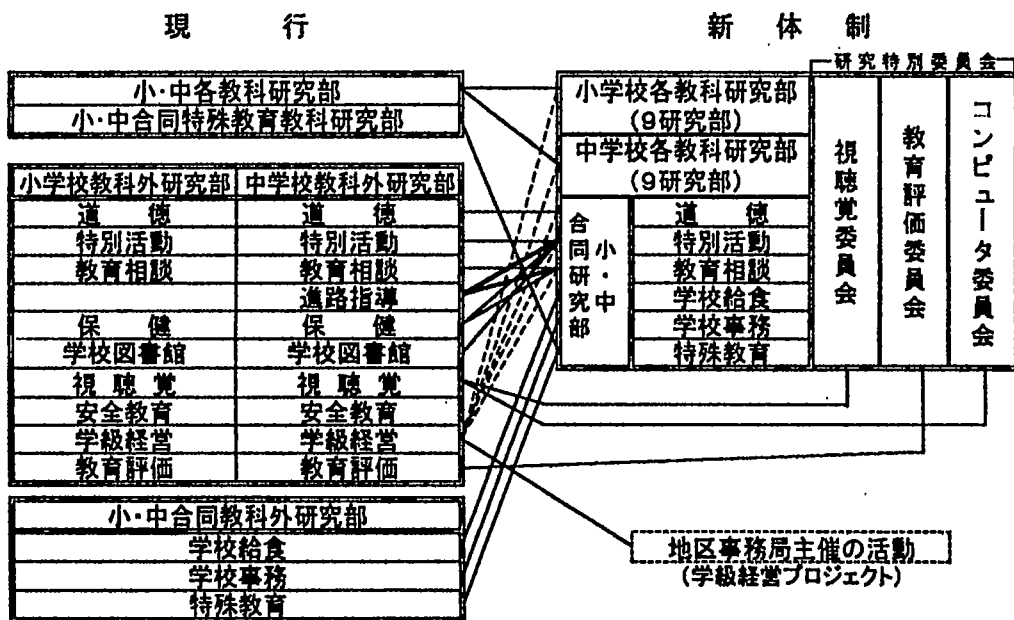 現行
新体制
研究特別委員会
小・中各教科研究部
小・中合同特殊教育教科研究部
小学校教科外研究部 中学校教科外研究部
道徳 道徳
特別活動 特別活動
教育相談 教育相談
進路指導
保健 保健
学校図書館 学校図書館
視聴覚 視聴覚
安全教育 安全教育
学級経営 学級経営
教育評価 教育評価
小・中合同教科外研究部
学校給食
学校事務
特殊教育
小学校各教科研究部
(9研究部)
中学校各教科研究部
(9研究部)
小・中
合同研究部
道徳
特別活動
教育相談
学校給食
学校事務
特殊教育
視聴覚委員会
教育評価委員会
コンピュータ委員会
地区事務局主催の活動
(学級経営プロジェクト)